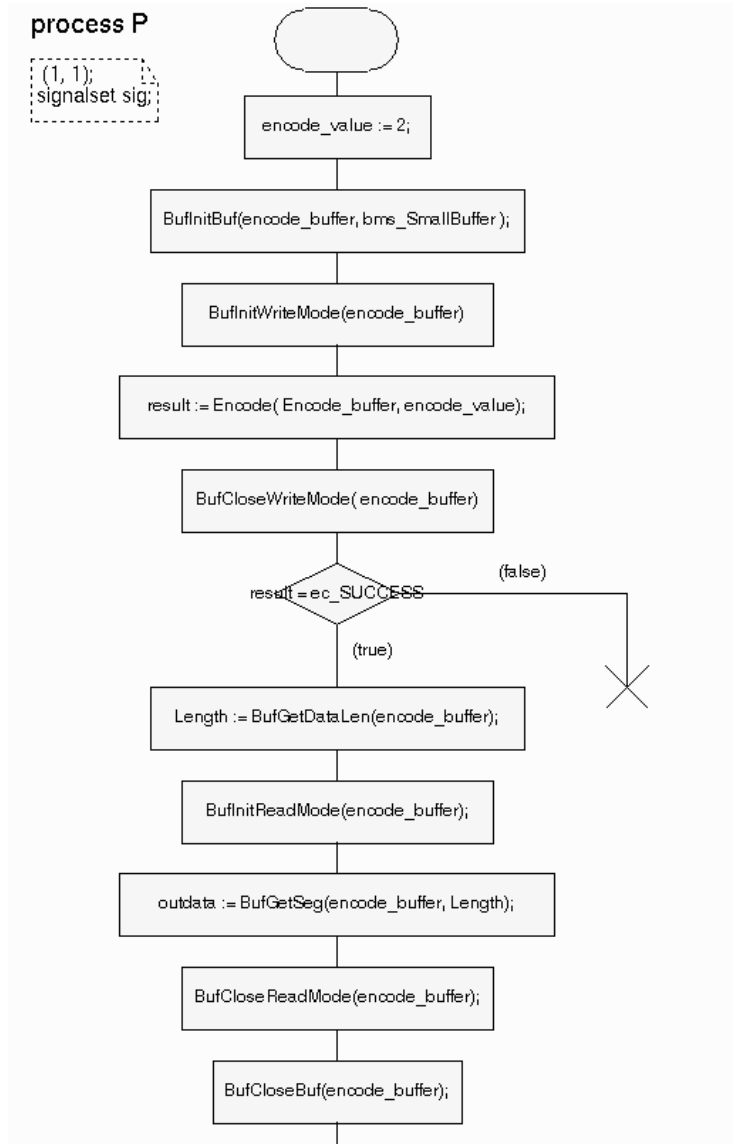 process P
(1, 1);
signalset sig;
encode_value := 2;
BufInitBuf(encode_buffer, bms_SmallBuffer );
BufInitWriteMode(encode_buffer)
result := Encode( Encode_buffer, encode_value);
BufCloseWriteMode( encode_buffer)
(false)
result = ec_SUCCESS
(true)
Length := BufGetDataLen(encode_buffer);
BufInitReadMode(encode_buffer);
outdata := BufGetSeg(encode_buffer, Length);
BufCloseReadMode(encode_buffer);
BufCloseBuf(encode_buffer);